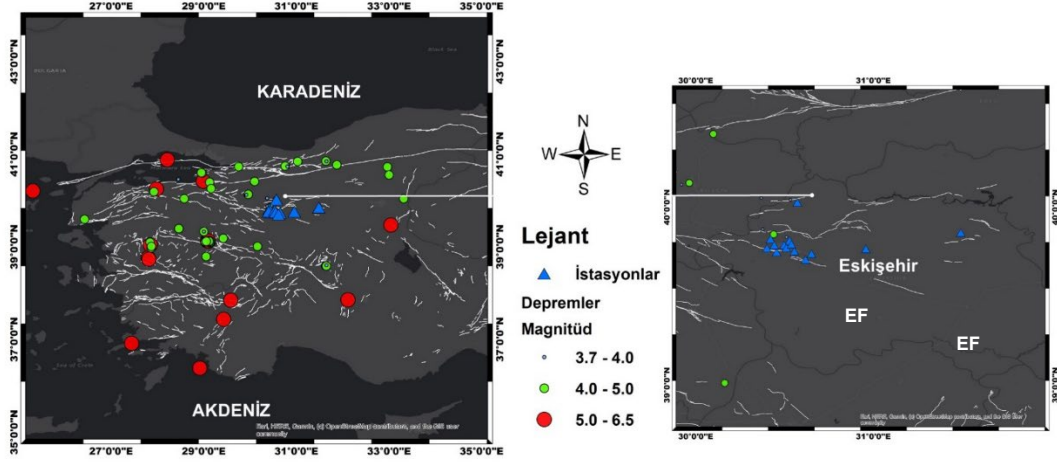 27°0'0"E 29°0'0"E 31°0'0"E 33°0'0"E 35°0'0"E
43°0'0"N
41°0'0"N
39°0'0"N
37°0'0"N
35°0'0"N
KARADENİZ
AKDENİZ
43°0'0"N
41°0'0"N
39°0'0"N
37°0'0"N
35°0'0"N
27°0'0"E 29°0'0"E 31°0'0"E 33°0'0"E 35°0'0"E
N
W E
S
Lejant
İstasyonlar
Depremler
Magnitüd
3.7 - 4.0
4.0 - 5.0
5.0 - 6.5
30°0'0"E 31°0'0"E
40°0'0"N
39°0'0"N
Eskişehir
EF
EF
40°0'0"N
39°0'0"N
30°0'0"E 31°0'0"E